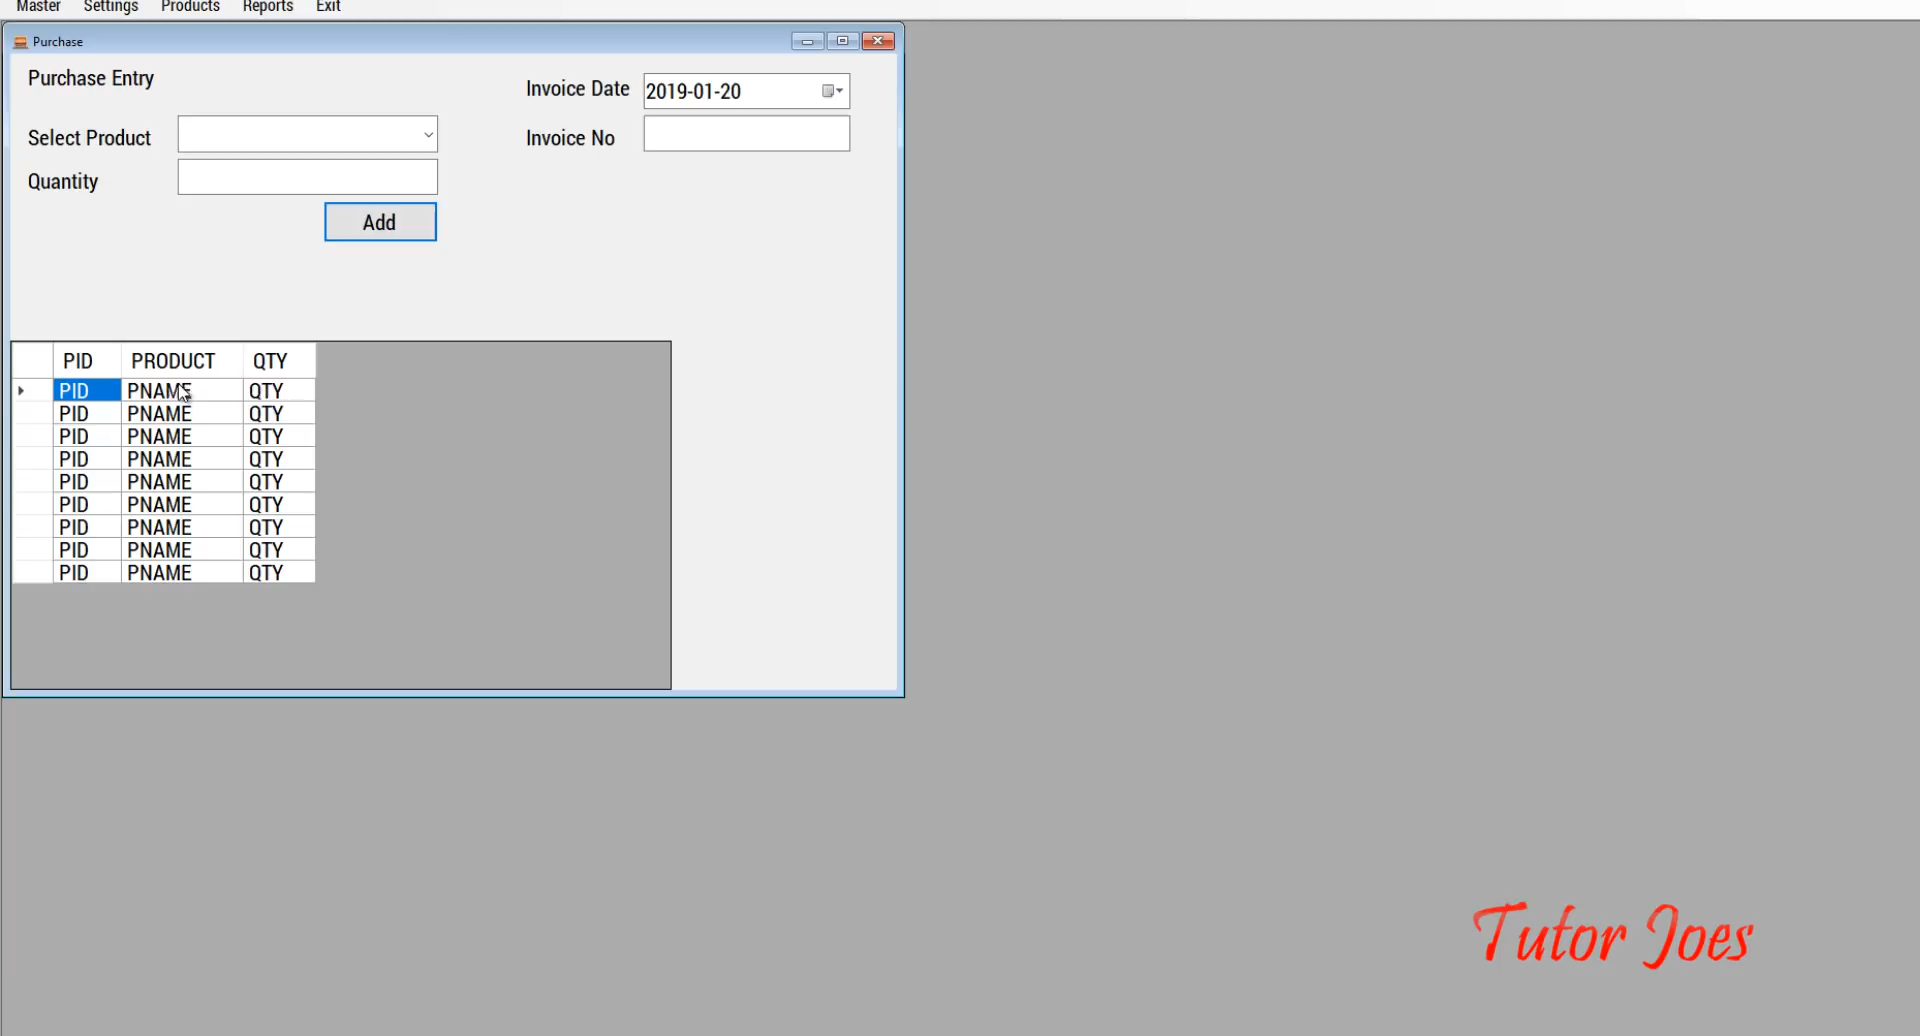 Master Settings Products Reports Exit
Purchase
Purchase Entry
Invoice Date 2019-01-20
Select Product
Invoice No
Quantity
Add
PID PRODUCT QTY
PID PNAME QTY
PID PNAME QTY
PID PNAME QTY
PID PNAME QTY
PID PNAME QTY
PID PNAME QTY
PID PNAME QTY
PID PNAME QTY
PID PNAME QTY
Tutor Joes